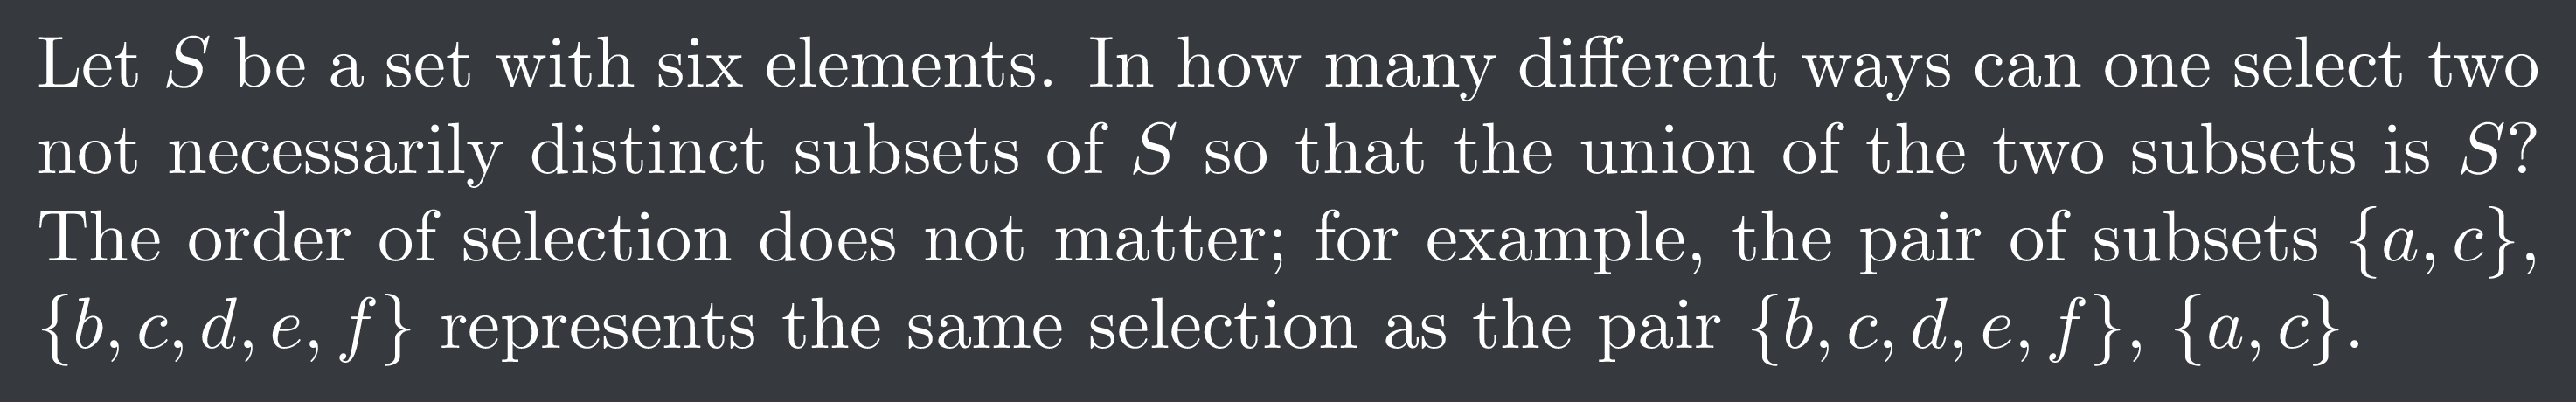 Let S be a set with six elements. In how many different ways can one select two
not necessarily distinct subsets of S so that the union of the two subsets is S?
The order of selection does not matter; for example, the pair of subsets {a, c},
{b, c, d, e, f} represents the same selection as the pair {b, c, d, e, f}, {a, c}.